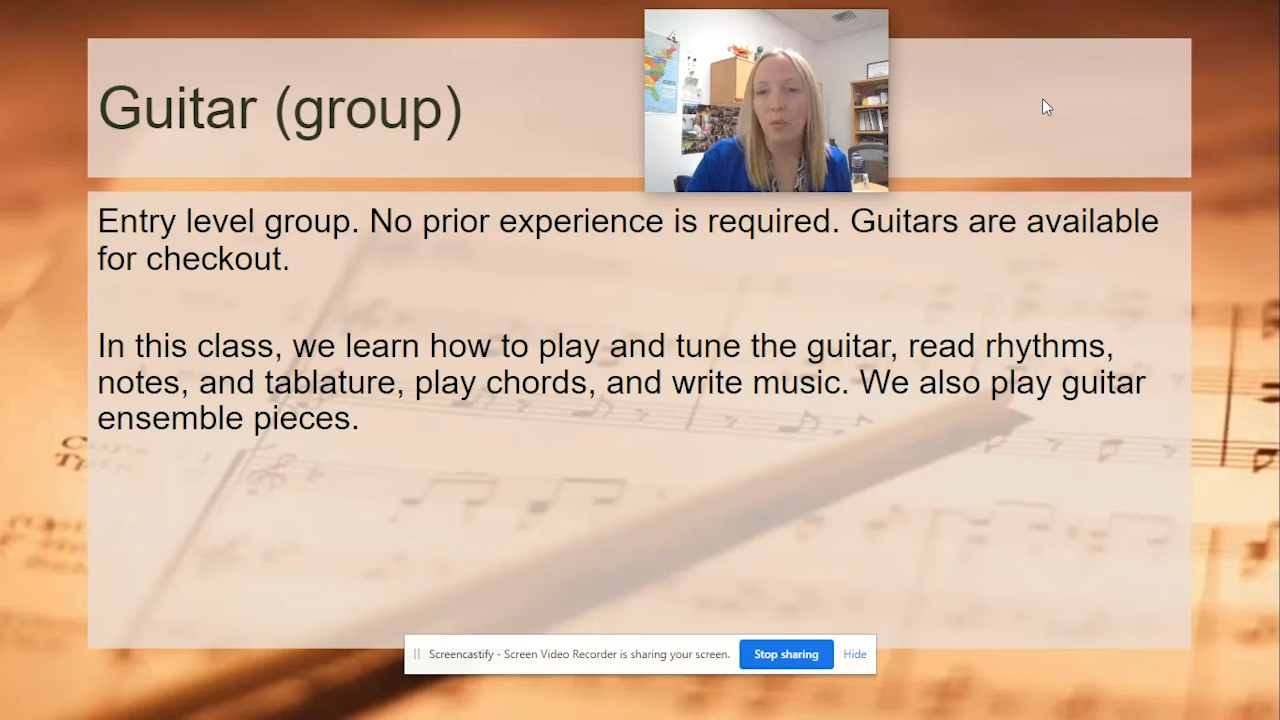 Guitar (group)
Entry level group. No prior experience is required. Guitars are available
for checkout.
In this class, we learn how to play and tune the guitar, read rhythms,
notes, and tablature, play chords, and write music. We also play guitar
ensemble pieces.
Screencastify - Screen Video Recorder is sharing your screen.
Stop sharing
Hide